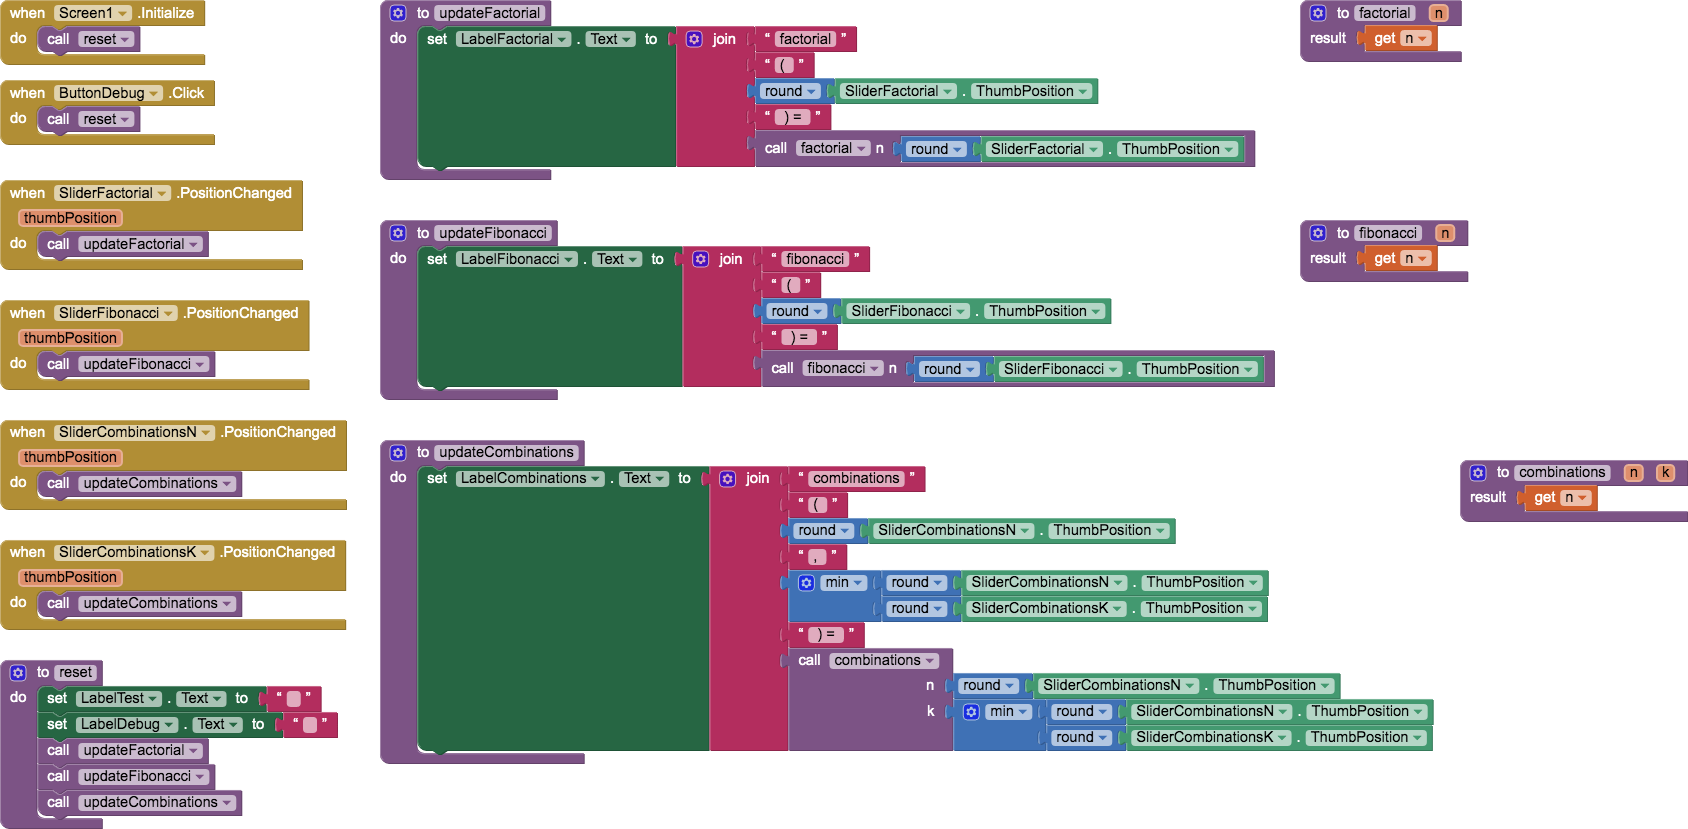 when Screen1 .Initialize
do call reset
when ButtonDebug .Click
do call reset
when SliderFactorial .PositionChanged
thumbPosition
do call updateFactorial
when SliderFibonacci .PositionChanged
thumbPosition
do call updateFibonacci
when SliderCombinationsN .PositionChanged
thumbPosition
do call updateCombinations
when SliderCombinationsK .PositionChanged
thumbPosition
do call updateCombinations
to reset
do set LabelTest . Text to “ ”
set LabelDebug . Text to “ ”
call updateFactorial
call updateFibonacci
call updateCombinations
to updateFactorial
do set LabelFactorial . Text to join “ factorial ”
“ ( ”
round SliderFactorial . ThumbPosition
“ ) = ”
call factorial n round SliderFactorial . ThumbPosition
to updateFibonacci
do set LabelFibonacci . Text to join “ fibonacci ”
“ ( ”
round SliderFibonacci . ThumbPosition
“ ) = ”
call fibonacci n round SliderFibonacci . ThumbPosition
to updateCombinations
do set LabelCombinations . Text to join “ combinations ”
“ ( ”
round SliderCombinationsN . ThumbPosition
“ , ”
min round SliderCombinationsN . ThumbPosition
round SliderCombinationsK . ThumbPosition
“ ) = ”
call combinations
n round SliderCombinationsN . ThumbPosition
k min round SliderCombinationsN . ThumbPosition
round SliderCombinationsK . ThumbPosition
to factorial n
result get n
to fibonacci n
result get n
to combinations n k
result get n